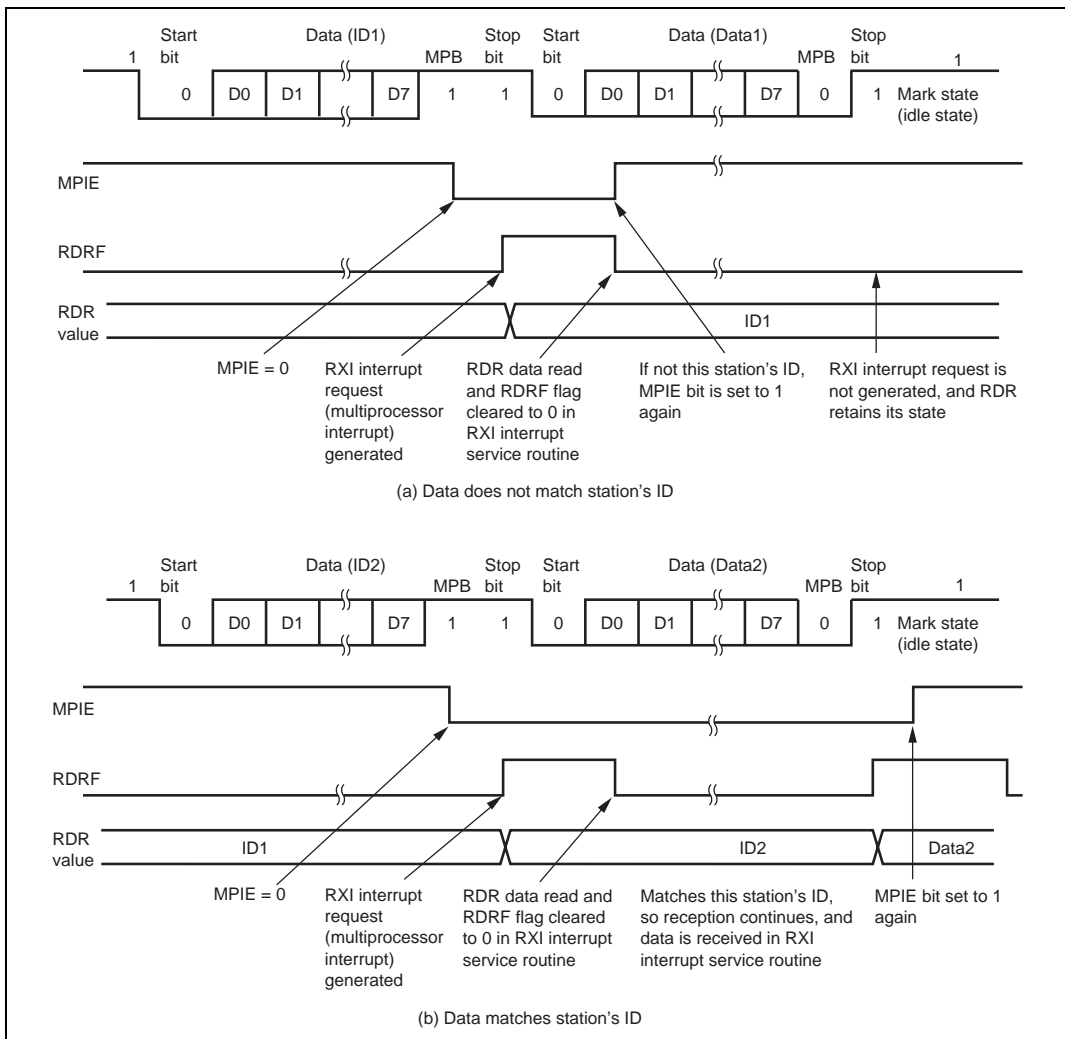 Start bit Data (ID1) MPB Stop bit Start bit Data (Data1) MPB Stop bit
1 1
0 D0 D1 D7 1 1 0 D0 D1 D7 0 1 Mark state (idle state)
MPIE
RDRF
RDR value
ID1
MPIE = 0
RXI interrupt
request
(multiprocessor
interrupt)
generated
RDR data read
and RDRF flag
cleared to 0 in
RXI interrupt
service routine
If not this station's ID,
MPIE bit is set to 1
again
RXI interrupt request is
not generated, and RDR
retains its state
(a) Data does not match station's ID
Start bit Data (ID2) MPB Stop bit Start bit Data (Data2) MPB Stop bit
1 1
0 D0 D1 D7 1 1 0 D0 D1 D7 0 1 Mark state (idle state)
MPIE
RDRF
RDR value
ID1 ID2 Data2
MPIE = 0
RXI interrupt
request
(multiprocessor
interrupt)
generated
RDR data read and
RDRF flag cleared
to 0 in RXI interrupt
service routine
Matches this station's ID,
so reception continues, and
data is received in RXI
interrupt service routine
MPIE bit set to 1
again
(b) Data matches station's ID